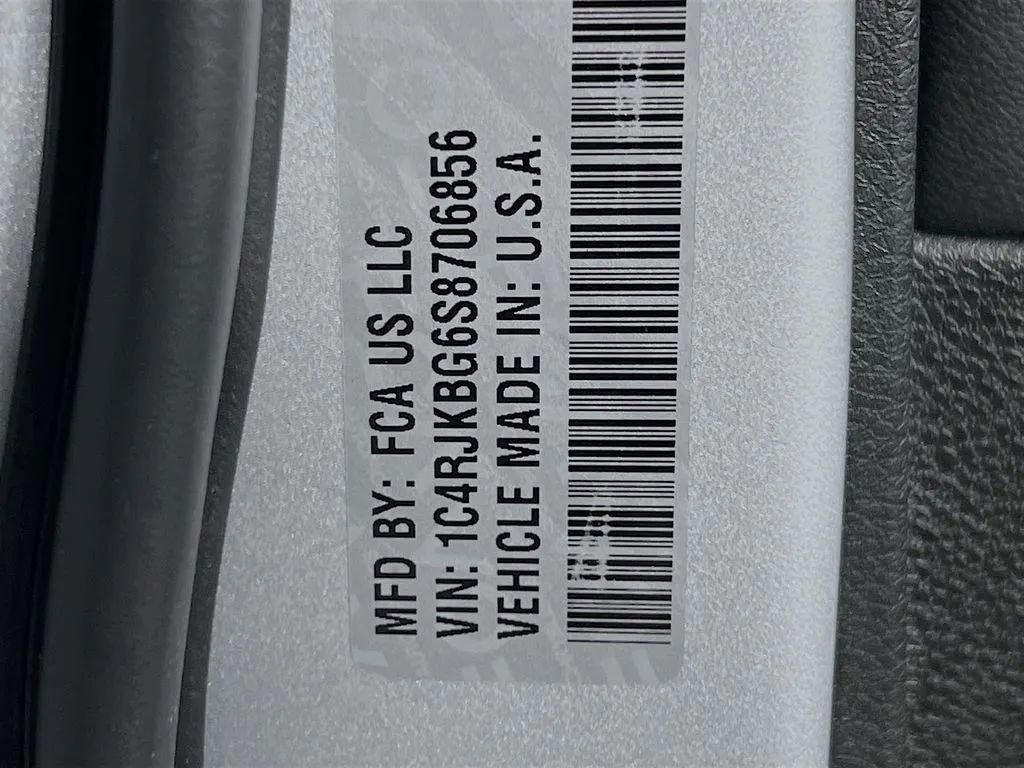 MFD BY: FCA US LLC
VIN: 1C4RJKBG6S8706856
VEHICLE MADE IN: U.S.A.